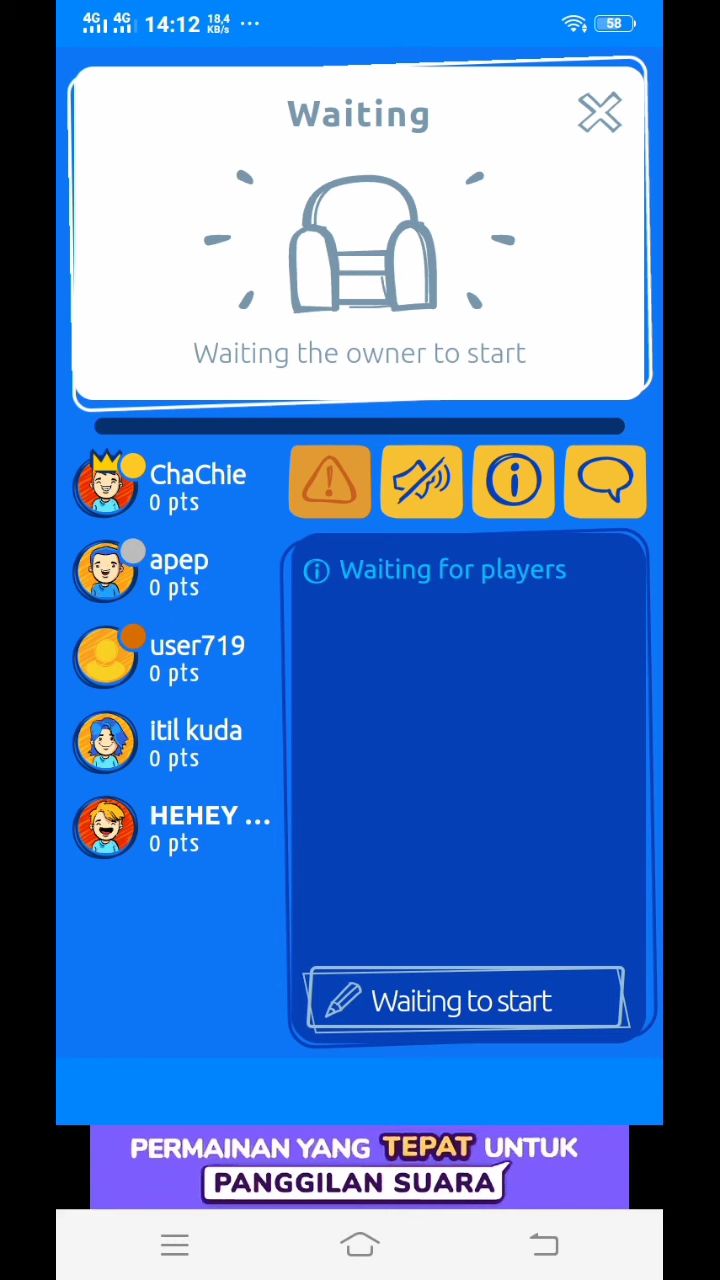 4G 4G 14:12 18,4 KB/s ... 58
Waiting
Waiting the owner to start
ChaChie
0 pts
apep
0 pts
user719
0 pts
itil kuda
0 pts
HEHEY ...
0 pts
Waiting for players
Waiting to start
PERMAINAN YANG TEPAT UNTUK
PANGGILAN SUARA